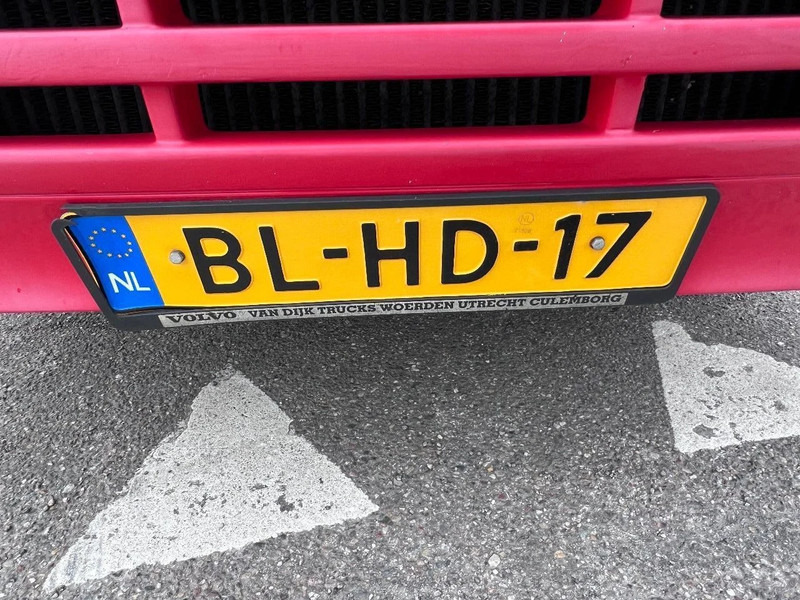 NL BL-HD-17
VOLVO VAN DIJK TRUCKS WOERDEN UTRECHT CULEMBORG